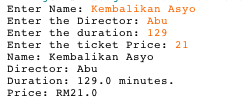 Enter Name: Kembalikan Asyo
Enter the Director: Abu
Enter the duration: 129
Enter the ticket Price: 21
Name: Kembalikan Asyo
Director: Abu
Duration: 129.0 minutes.
Price: RM21.0